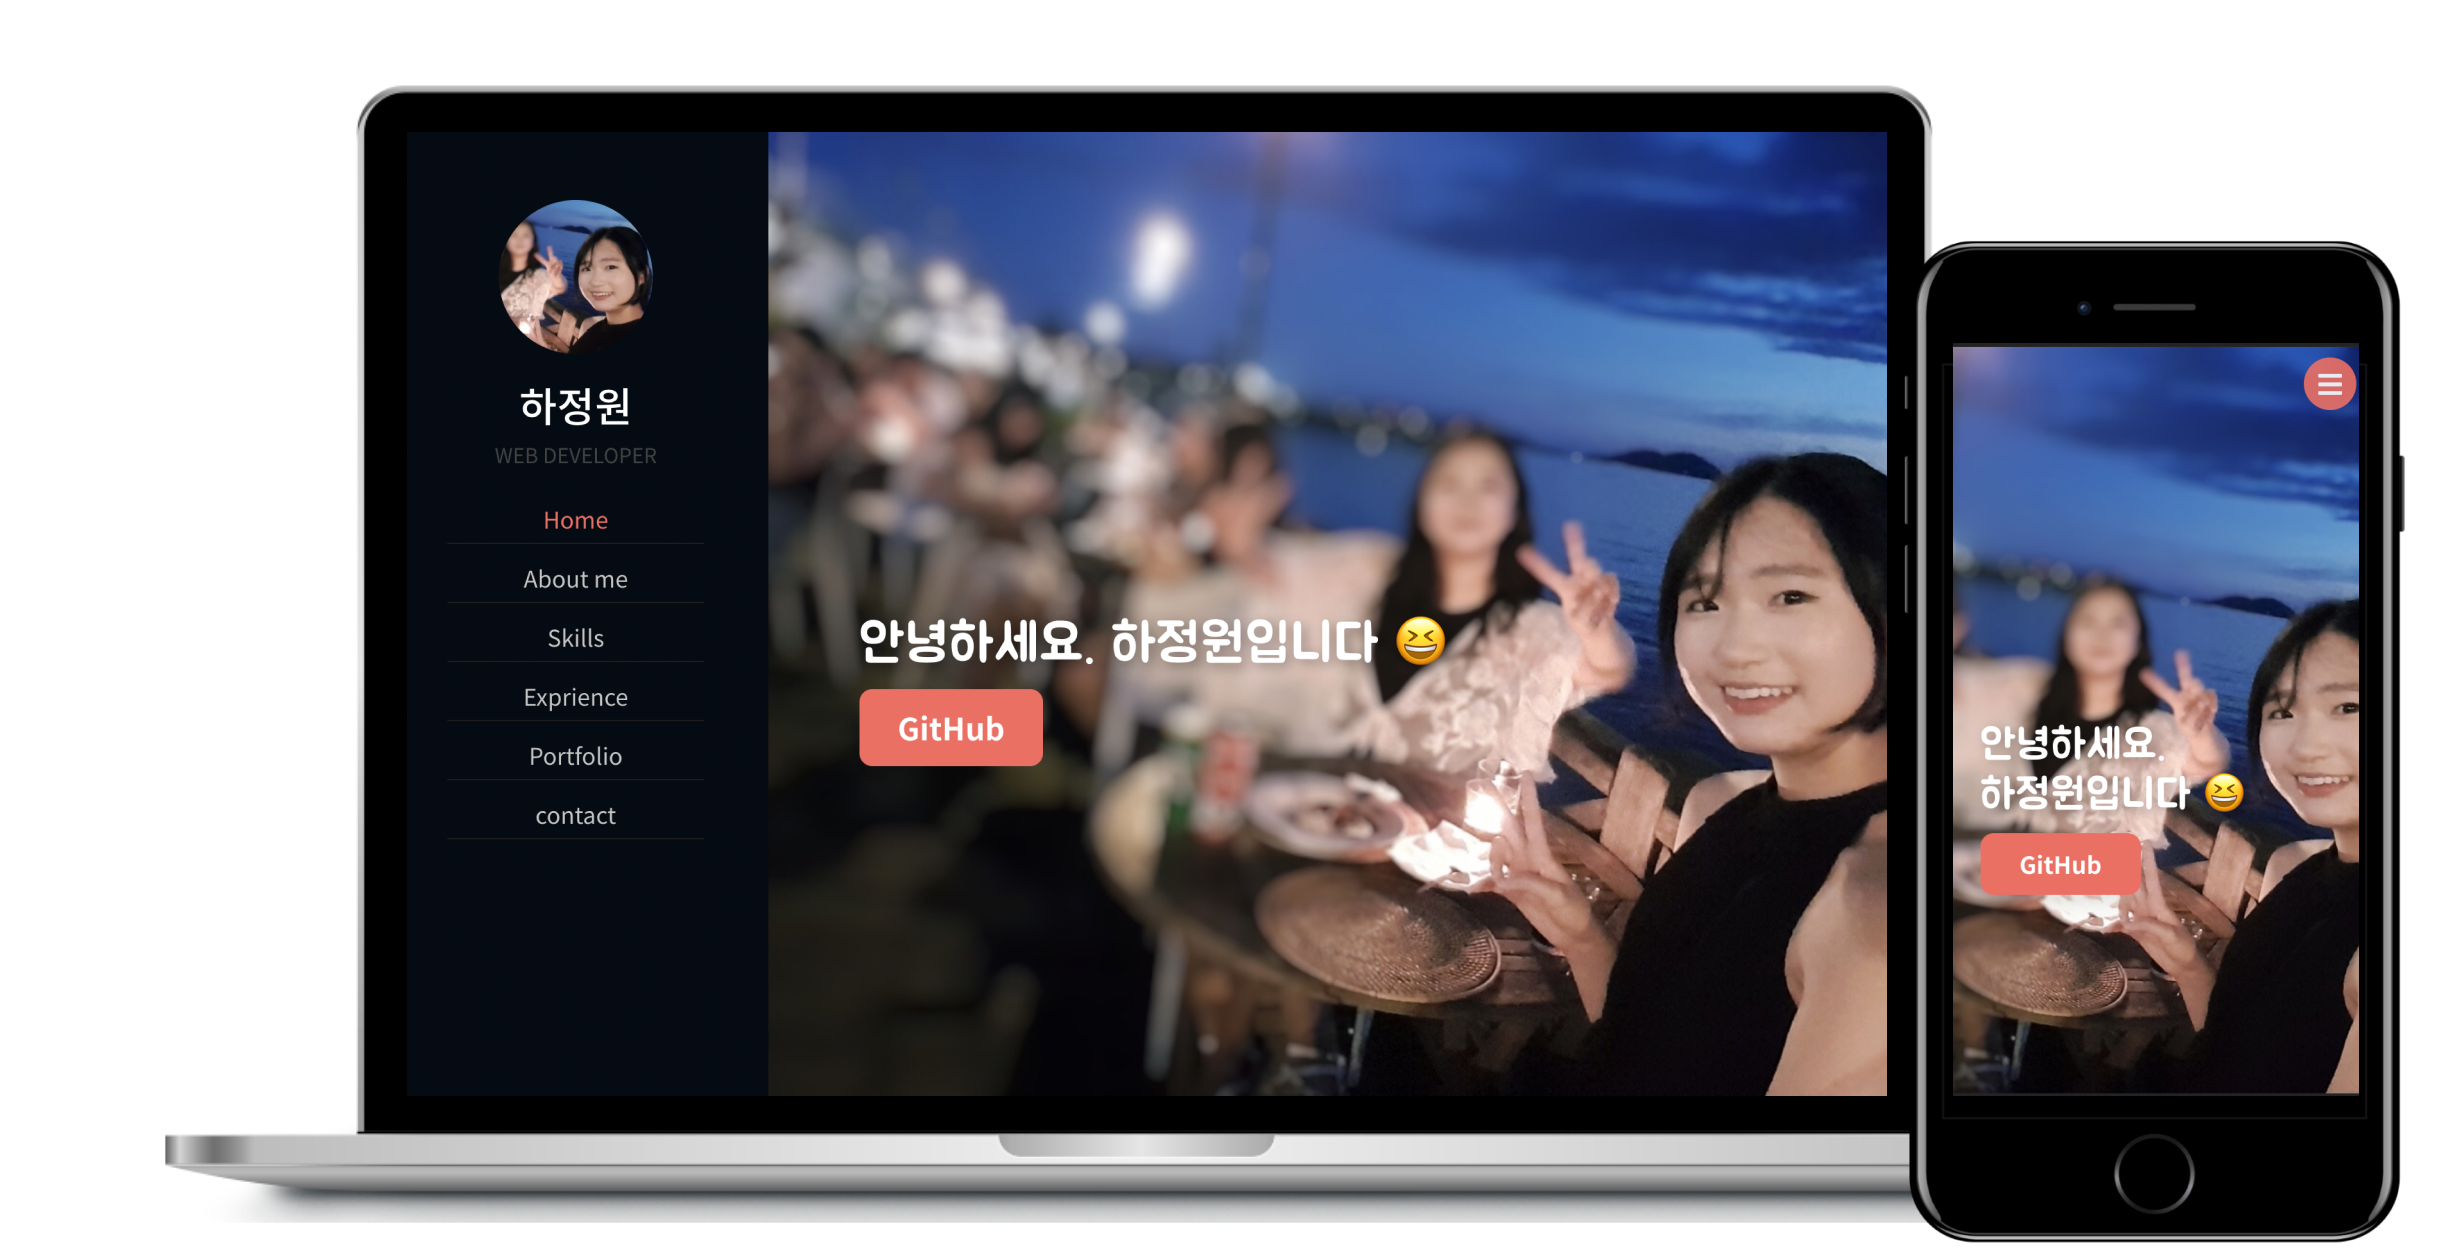 하정원
WEB DEVELOPER
Home
About me
Skills
Exprience
Portfolio
contact
안녕하세요. 하정원입니다 😆
GitHub
안녕하세요.
하정원입니다 😆
GitHub